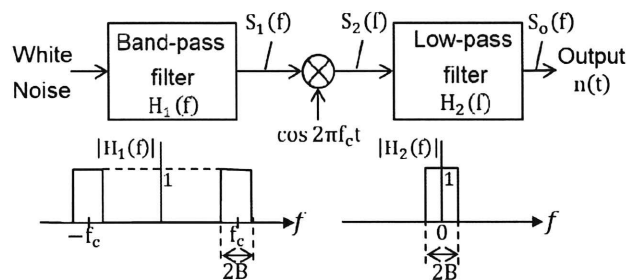 S₁(f) S₂(f) Sₒ(f)
White Noise
Band-pass filter H₁(f)
Low-pass filter H₂(f)
Output n(t)
cos 2πf_ct
|H₁(f)| |H₂(f)|
1 1
−f_c f_c f 0 f
2B 2B